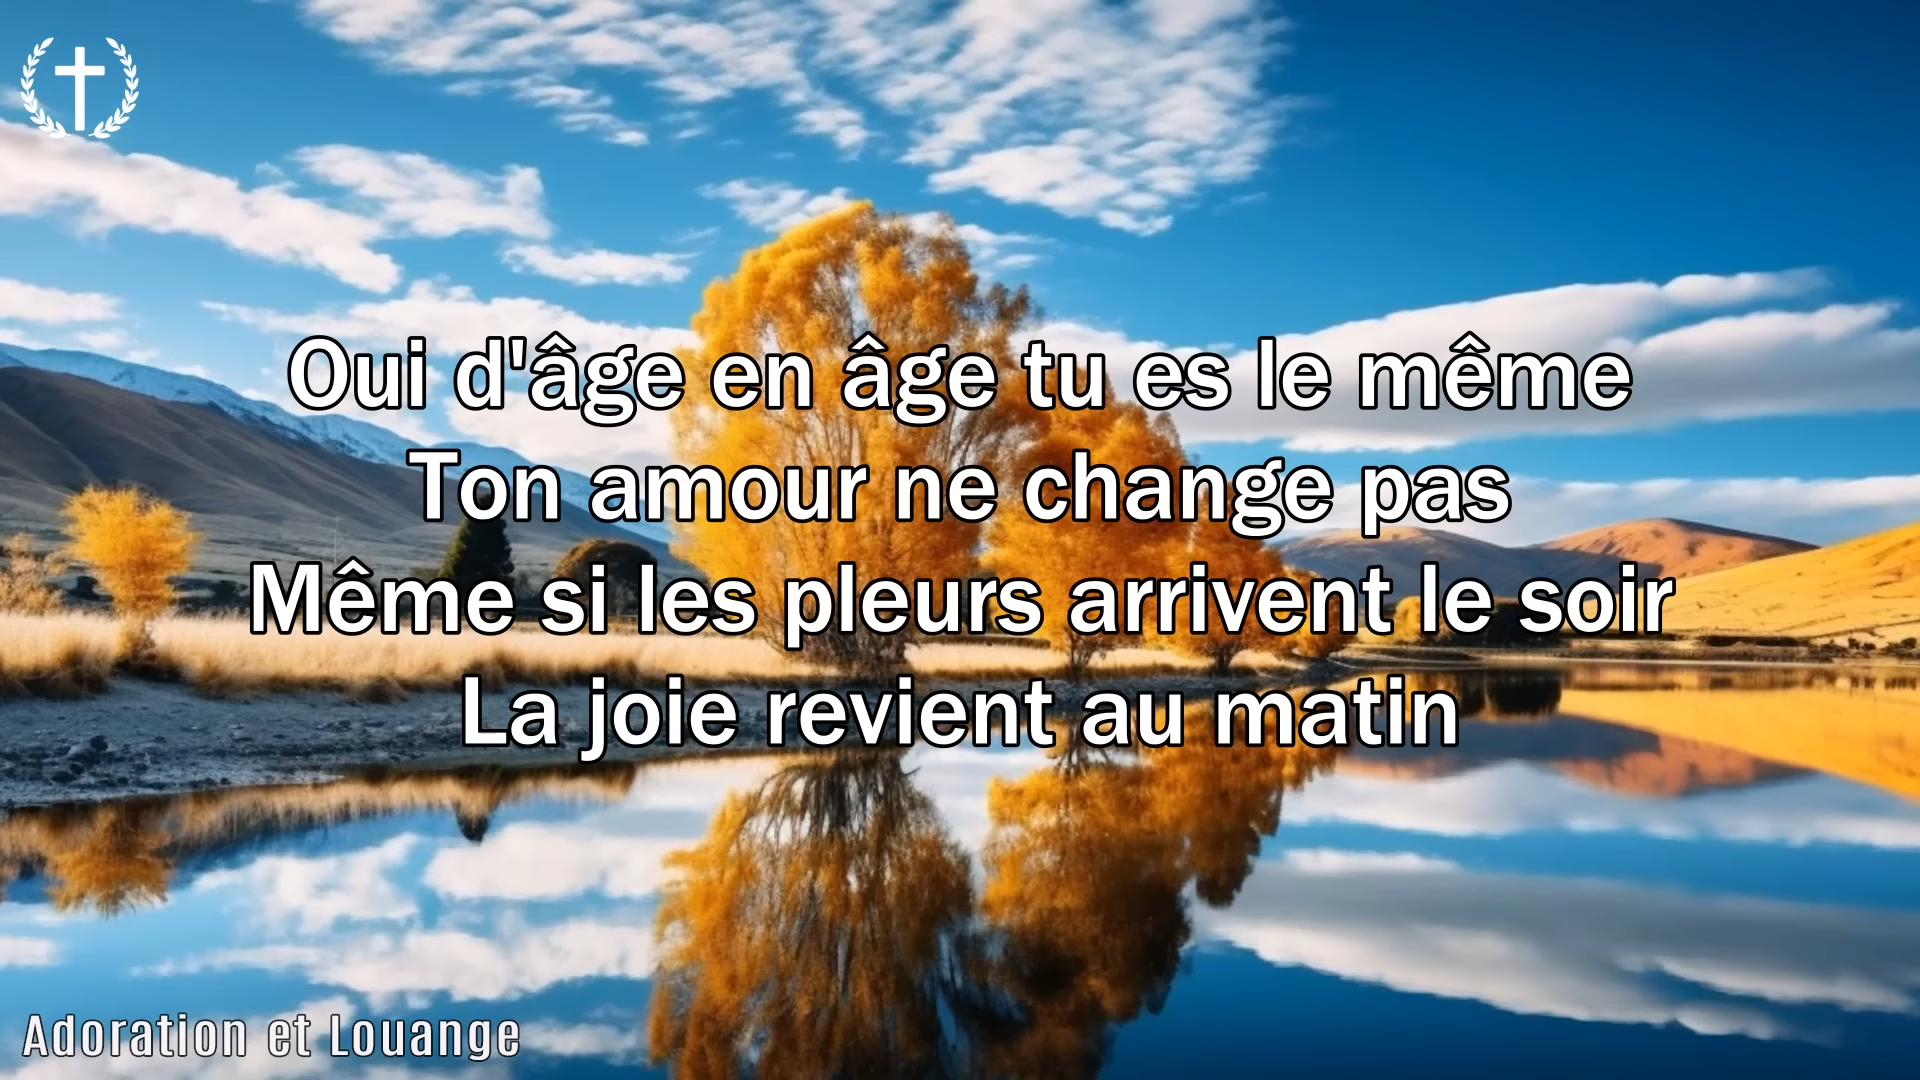 Oui d'âge en âge tu es le même
Ton amour ne change pas
Même si les pleurs arrivent le soir
La joie revient au matin
Adoration et Louange